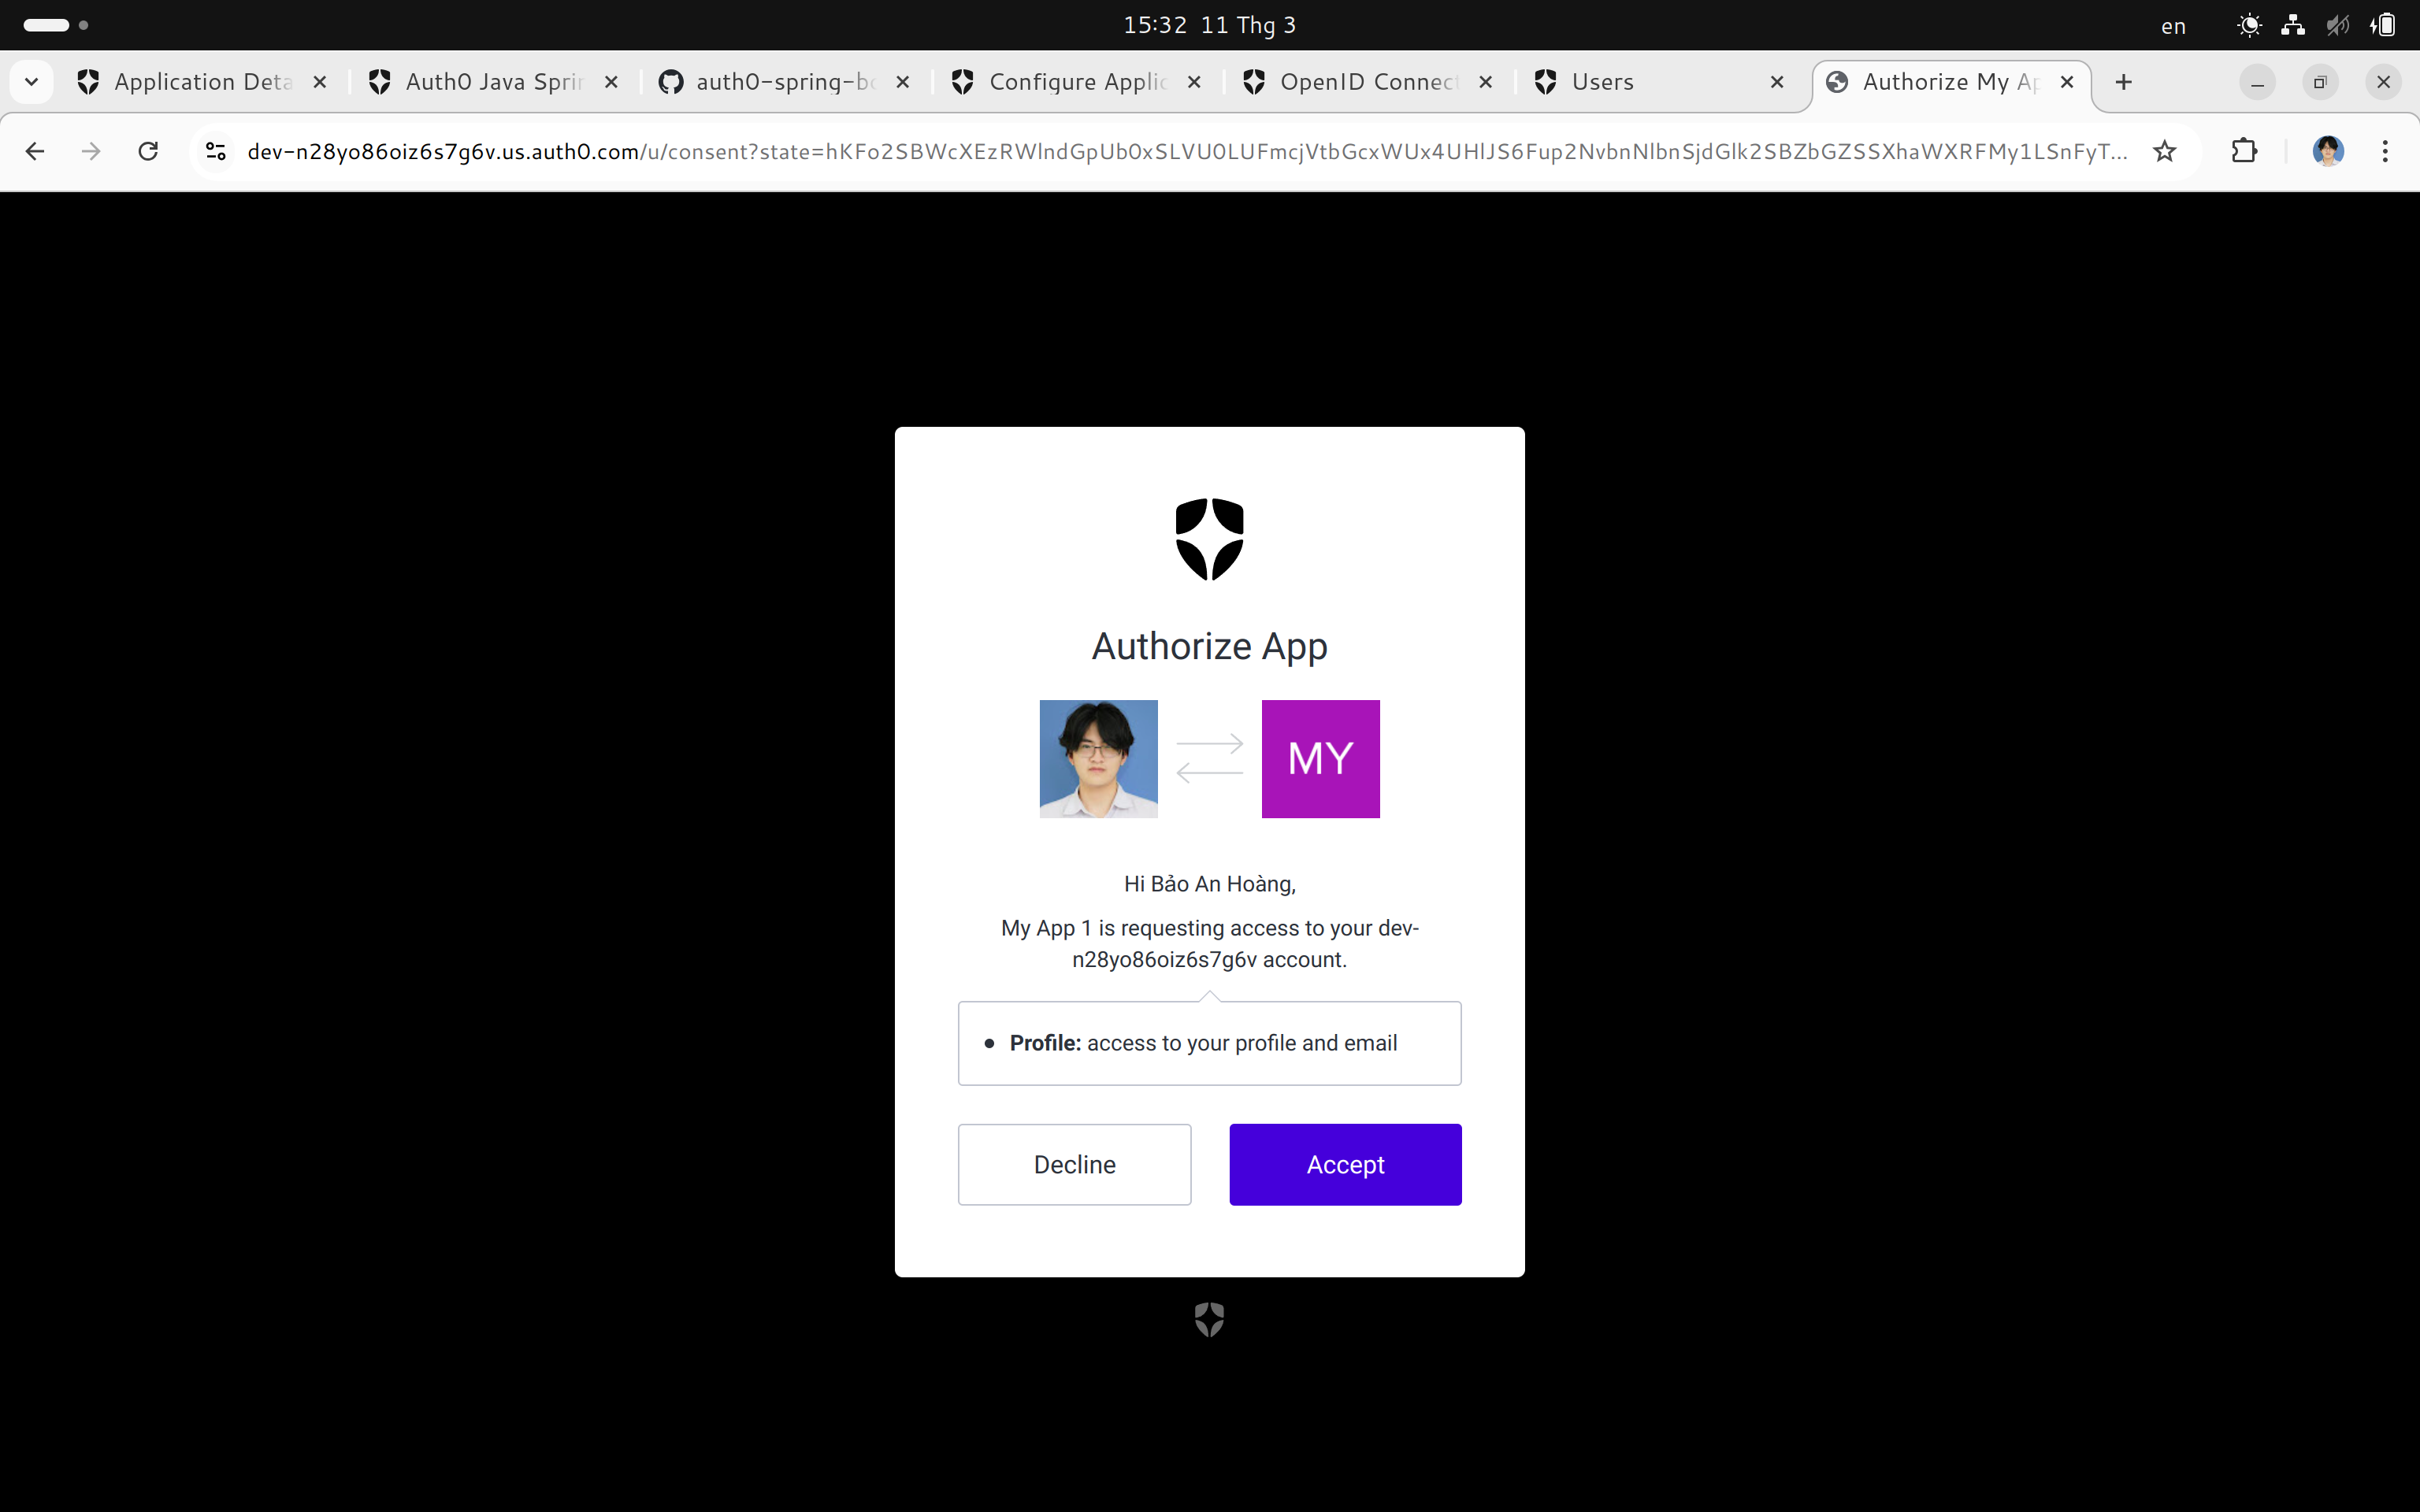 15:32 11 Thg 3
en
Application Deta
Auth0 Java Sprin
auth0-spring-bo
Configure Applic
OpenID Connect
Users
Authorize My Ap
dev-n28yo86oiz6s7g6v.us.auth0.com/u/consent?state=hKFo2SBWcXEzRWlndGpUb0xSLVU0LUFmcjVtbGcxWUx4UHlJS6Fup2NvbnNlbnSjdGlk2SBZbGZSSXhaWXRFMy1LSnFyT...
Authorize App
MY
Hi Bảo An Hoàng,
My App 1 is requesting access to your dev-
n28yo86oiz6s7g6v account.
• Profile: access to your profile and email
Decline
Accept